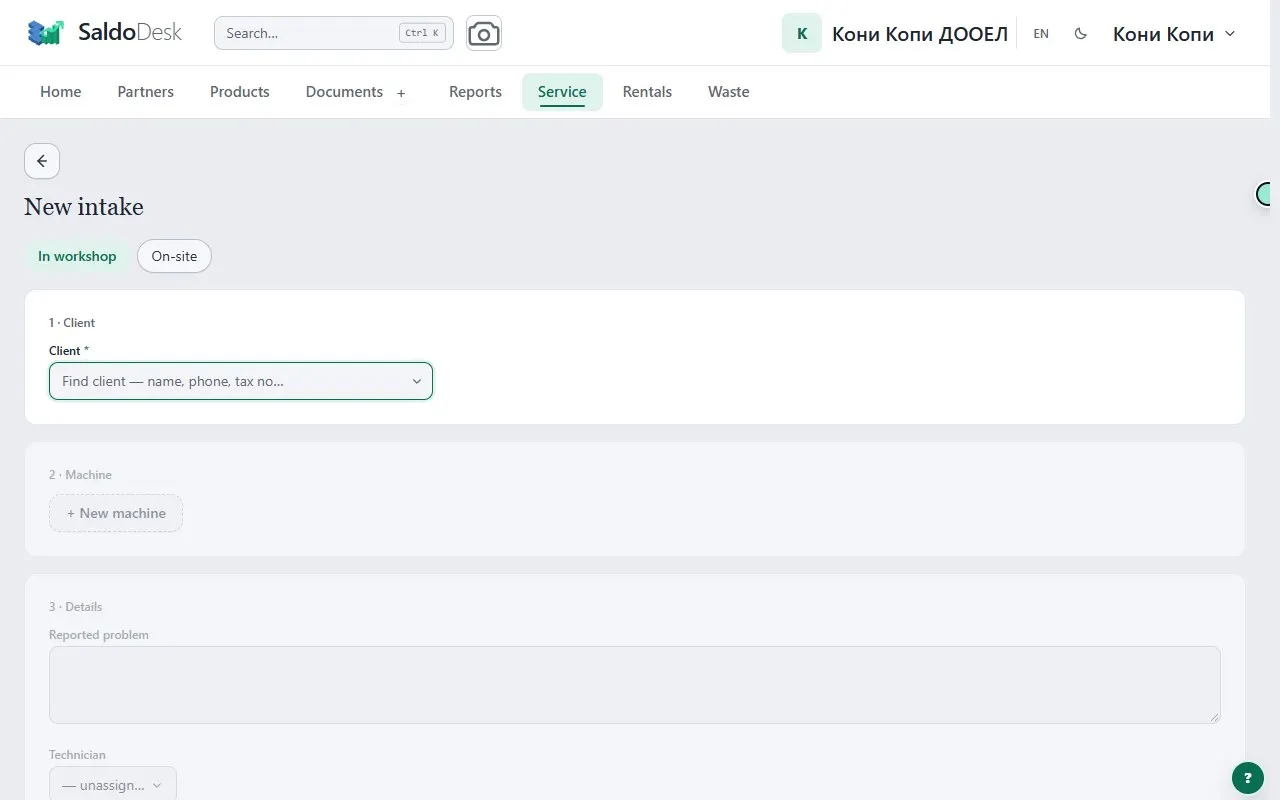 SaldoDesk
Search...
Ctrl K
K
Кони Копи ДООЕЛ
EN
Кони Копи
Home
Partners
Products
Documents +
Reports
Service
Rentals
Waste
New intake
In workshop
On-site
1 · Client
Client *
Find client — name, phone, tax no...
2 · Machine
+ New machine
3 · Details
Reported problem
Technician
— unassign...
?